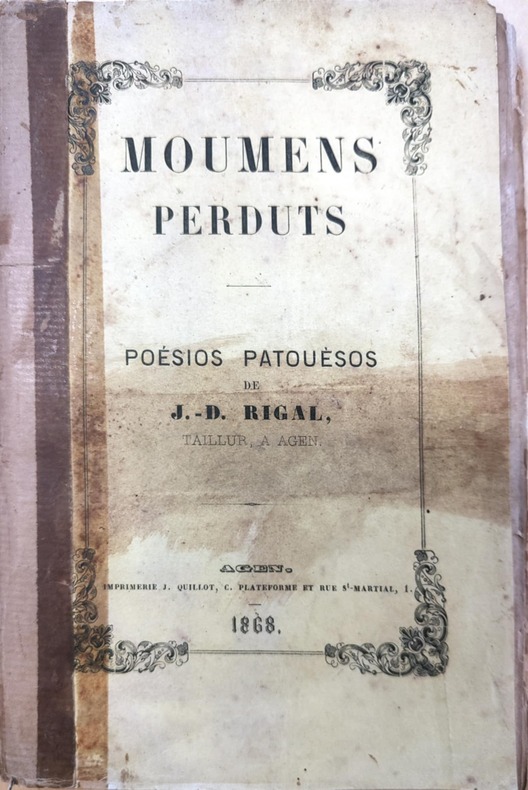 MOUMENS
PERDUTS
POÉSIOS PATOUÈSOS
DE
J.-D. RIGAL,
TAILLUR, A AGEN.
AGEN.
IMPRIMERIE J. QUILLOT, C. PLATEFORME ET RUE St-MARTIAL, 1.
1868.